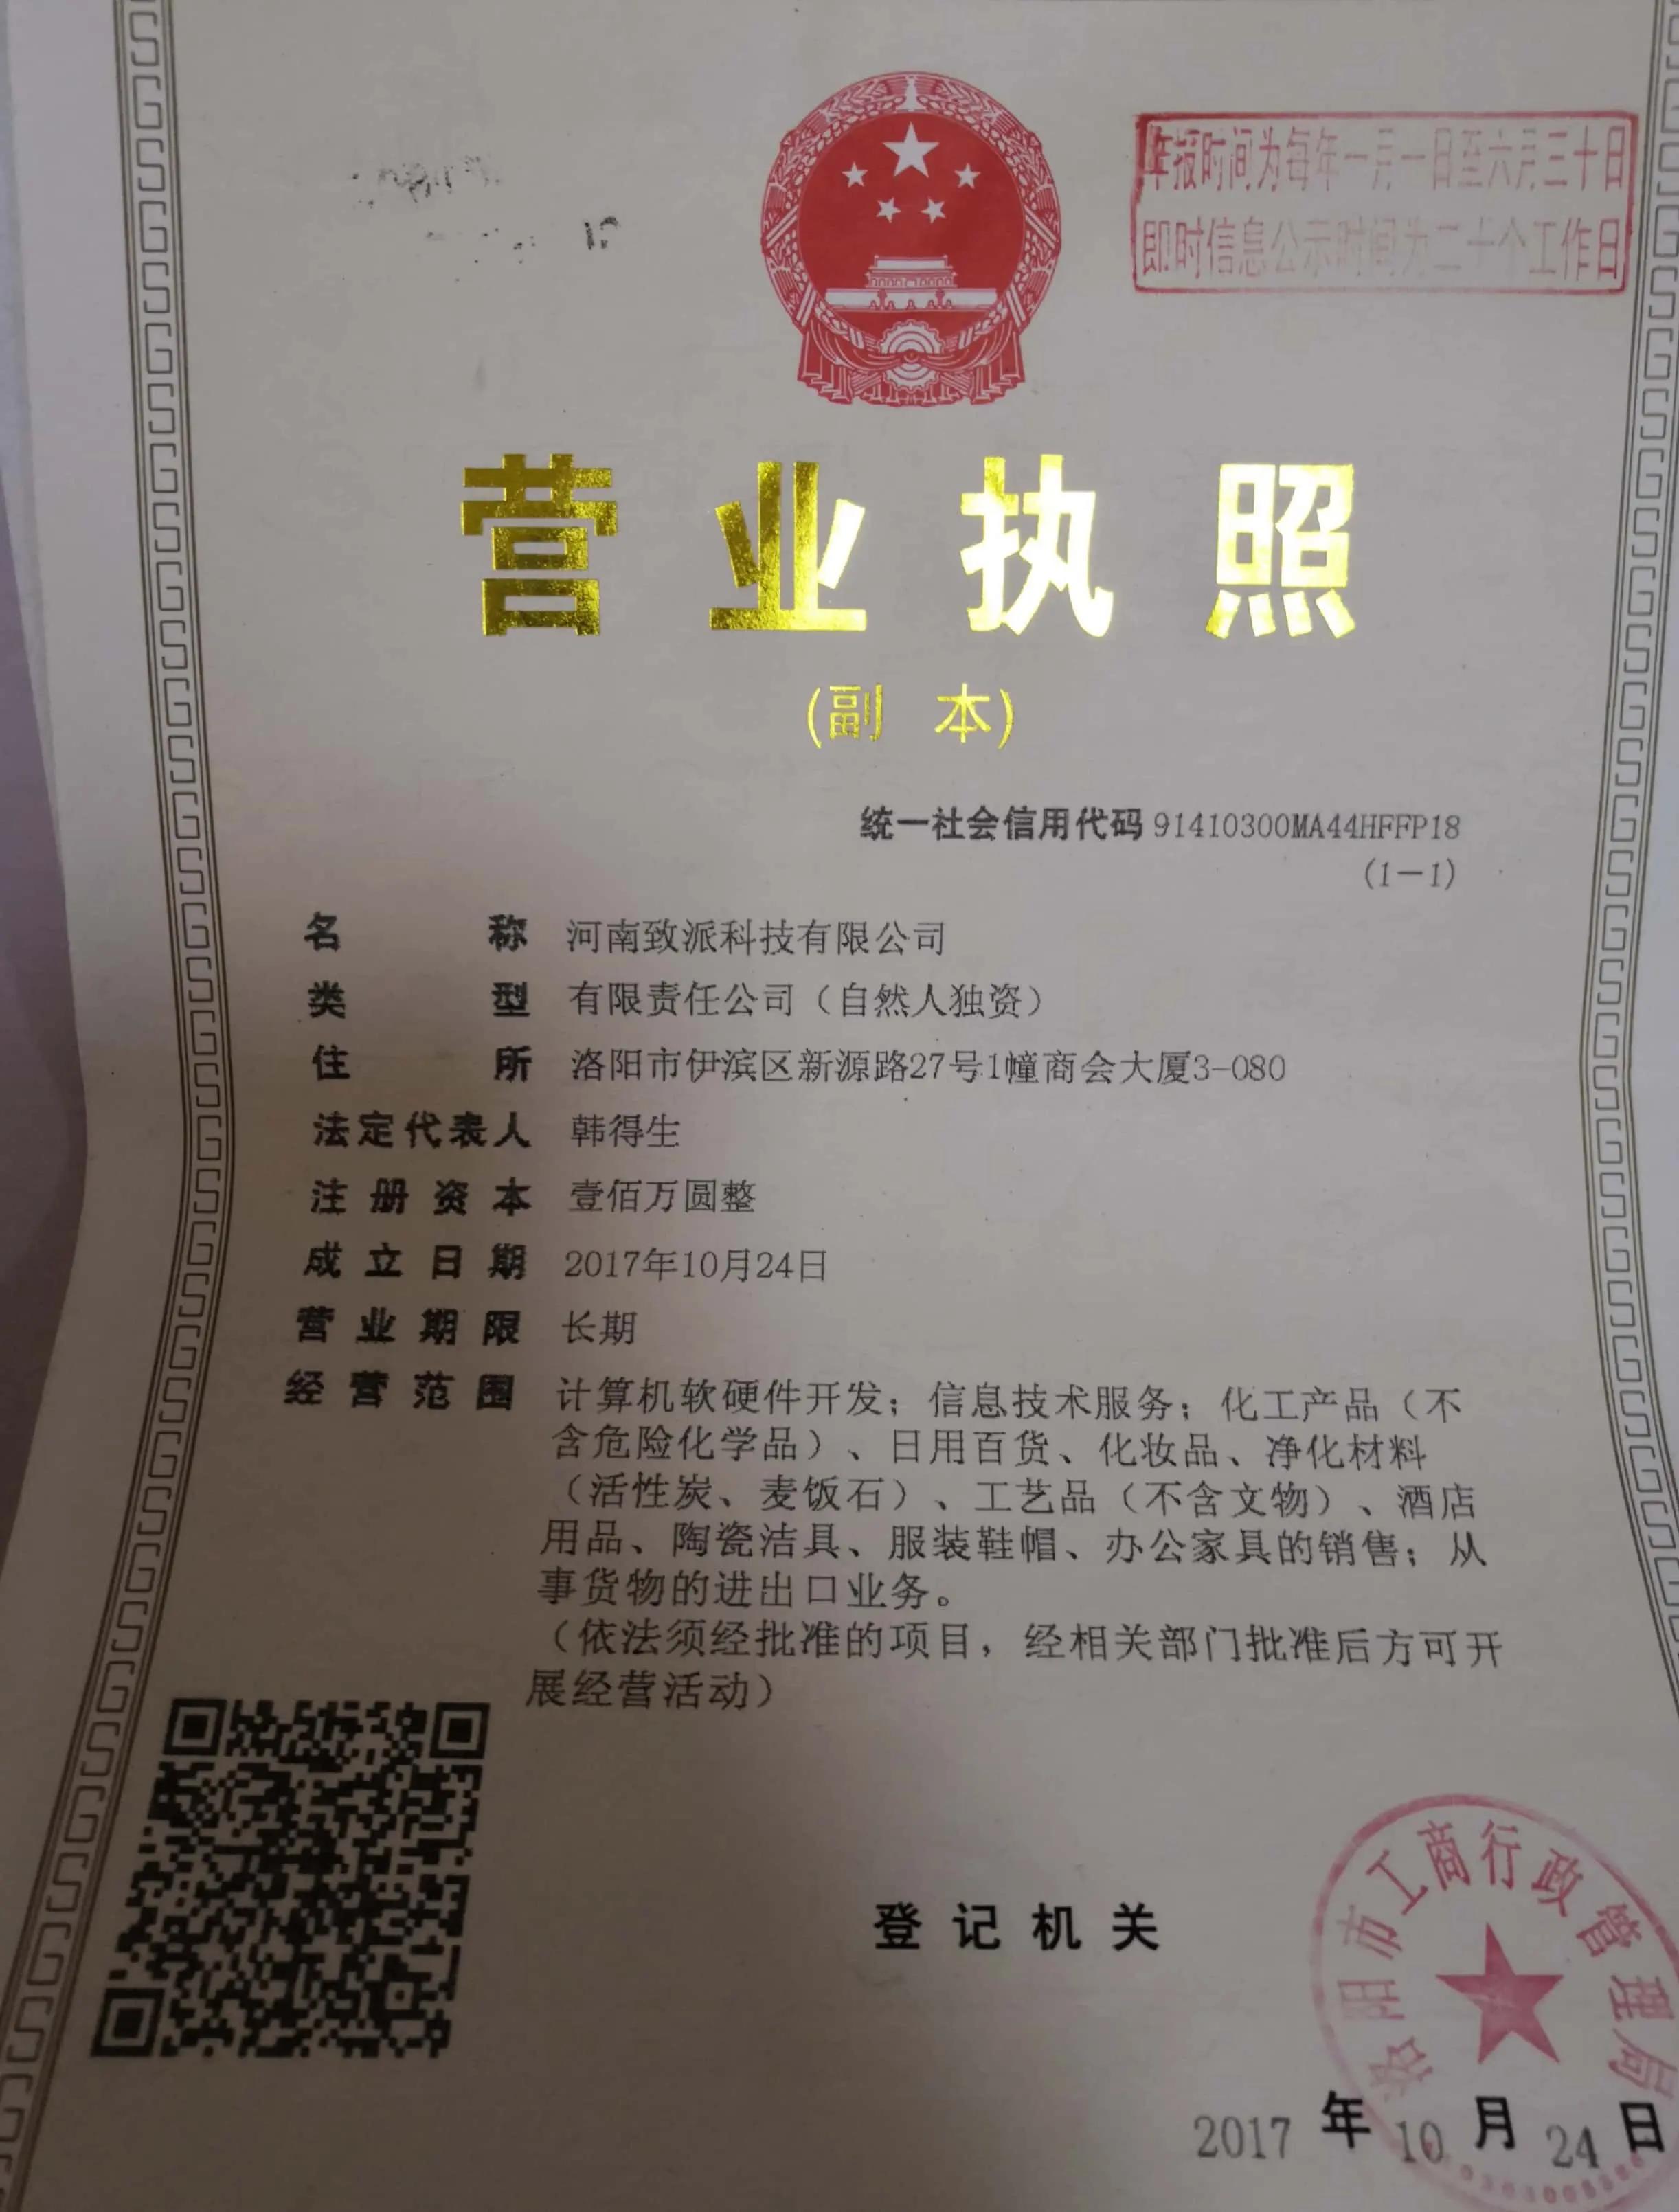 年报时间为每年一月一日至六月三十日
即时信息公示时间为二十个工作日
营业执照
(副 本)
统一社会信用代码 91410300MA44HFFP18
(1-1)
名 称 河南致派科技有限公司
类 型 有限责任公司（自然人独资）
住 所 洛阳市伊滨区新源路27号1幢商会大厦3-080
法定代表人 韩得生
注册资本 壹佰万圆整
成立日期 2017年10月24日
营业期限 长期
经营范围 计算机软硬件开发；信息技术服务；化工产品（不
含危险化学品）、日用百货、化妆品、净化材料
（活性炭、麦饭石）、工艺品（不含文物）、酒店
用品、陶瓷洁具、服装鞋帽、办公家具的销售；从
事货物的进出口业务。
（依法须经批准的项目，经相关部门批准后方可开
展经营活动）
登记机关
洛阳市工商行政管理局
2017 年 10 月 24 日